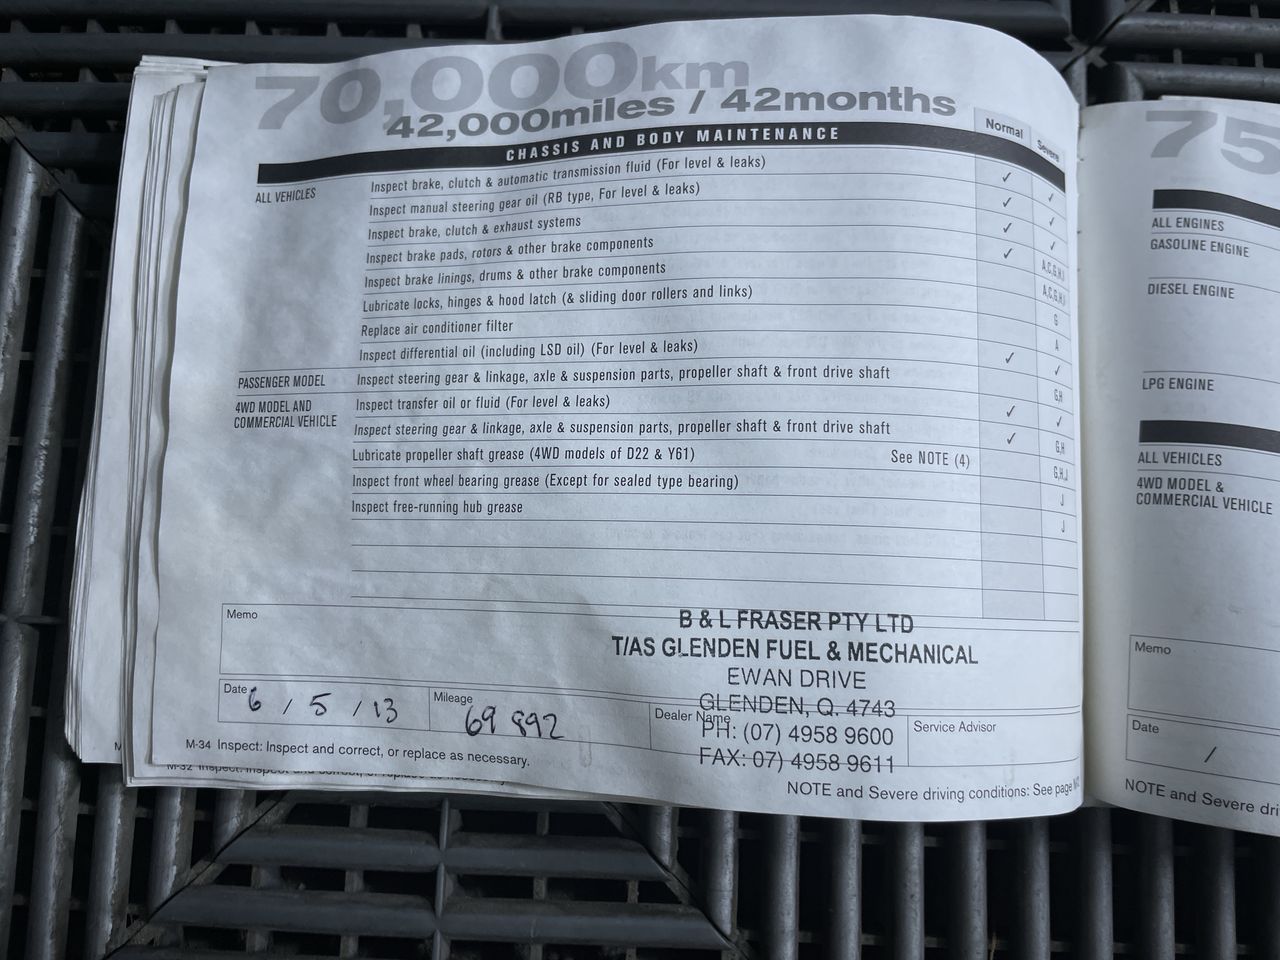 70,000km
42,000miles / 42months
CHASSIS AND BODY MAINTENANCE
Normal
Severe
ALL VEHICLES
Inspect brake, clutch & automatic transmission fluid (For level & leaks) ✓ ✓
Inspect manual steering gear oil (RB type, For level & leaks) ✓ ✓
Inspect brake, clutch & exhaust systems ✓ ✓
Inspect brake pads, rotors & other brake components ✓ A,C,G,H,I
Inspect brake linings, drums & other brake components A,C,G,H,I
Lubricate locks, hinges & hood latch (& sliding door rollers and links) G
Replace air conditioner filter A
Inspect differential oil (including LSD oil) (For level & leaks) ✓ ✓
PASSENGER MODEL
Inspect steering gear & linkage, axle & suspension parts, propeller shaft & front drive shaft G,H
4WD MODEL AND
COMMERCIAL VEHICLE
Inspect transfer oil or fluid (For level & leaks) ✓ ✓
Inspect steering gear & linkage, axle & suspension parts, propeller shaft & front drive shaft ✓ G,H
Lubricate propeller shaft grease (4WD models of D22 & Y61) See NOTE (4) G,H,J
Inspect front wheel bearing grease (Except for sealed type bearing) J
Inspect free-running hub grease J
Memo
B & L FRASER PTY LTD
T/AS GLENDEN FUEL & MECHANICAL
EWAN DRIVE
GLENDEN, Q. 4743
PH: (07) 4958 9600
FAX: 07) 4958 9611
Date 6 / 5 / 13
Mileage 69 892
Dealer Name
Service Advisor
M-34 Inspect: Inspect and correct, or replace as necessary.
NOTE and Severe driving conditions: See page
M-32
75
ALL ENGINES
GASOLINE ENGINE
DIESEL ENGINE
LPG ENGINE
ALL VEHICLES
4WD MODEL &
COMMERCIAL VEHICLE
Memo
Date
/
NOTE and Severe dri